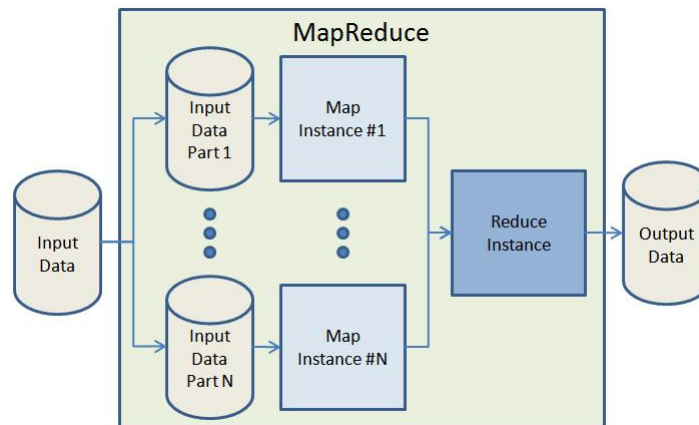 MapReduce
Input
Data
Part 1
Map
Instance #1
Input
Data
Reduce
Instance
Output
Data
Input
Data
Part N
Map
Instance #N